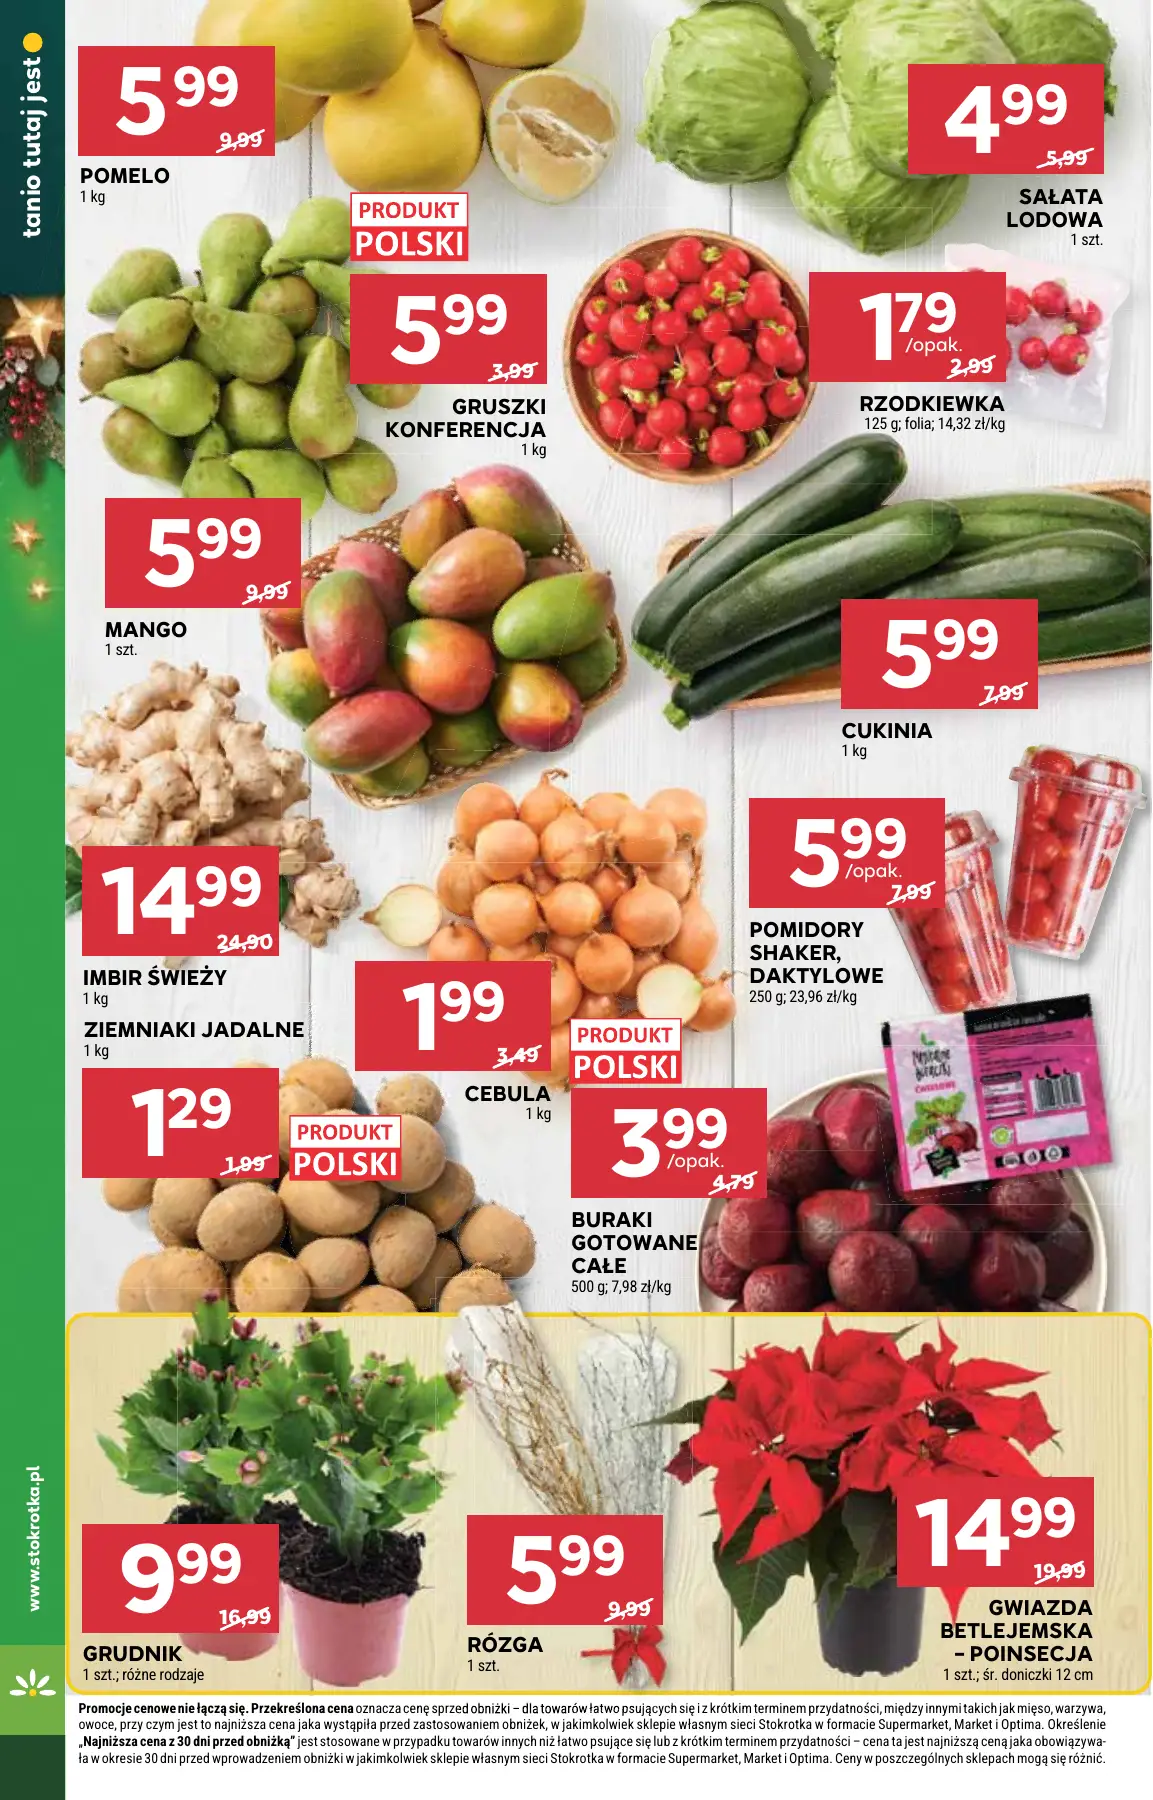 tanio tutaj jest
5 99
9,99
POMELO
1 kg
4 99
5,99
SAŁATA
LODOWA
1 szt.
PRODUKT
POLSKI
5 99
3,99
GRUSZKI
KONFERENCJA
1 kg
1 79
/opak.
2,99
RZODKIEWKA
125 g; folia; 14,32 zł/kg
5 99
9,99
MANGO
1 szt.
5 99
7,99
CUKINIA
1 kg
14 99
24,90
IMBIR ŚWIEŻY
1 kg
5 99
/opak.
7,99
POMIDORY
SHAKER,
DAKTYLOWE
250 g; 23,96 zł/kg
1 99
3,49
CEBULA
1 kg
ZIEMNIAKI JADALNE
1 kg
1 29
1,99
PRODUKT
POLSKI
PRODUKT
POLSKI
3 99
/opak.
4,79
BURAKI
GOTOWANE
CAŁE
500 g; 7,98 zł/kg
9 99
16,99
GRUDNIK
1 szt.; różne rodzaje
5 99
9,99
RÓZGA
1 szt.
14 99
19,99
GWIAZDA
BETLEJEMSKA
– POINSECJA
1 szt.; śr. doniczki 12 cm
www.stokrotka.pl
Promocje cenowe nie łączą się. Przekreślona cena oznacza cenę sprzed obniżki – dla towarów łatwo psujących się i z krótkim terminem przydatności, między innymi takich jak mięso, warzywa,
owoce, przy czym jest to najniższa cena jaka wystąpiła przed zastosowaniem obniżek, w jakimkolwiek sklepie własnym sieci Stokrotka w formacie Supermarket, Market i Optima. Określenie
„Najniższa cena z 30 dni przed obniżką” jest stosowane w przypadku towarów innych niż łatwo psujące się lub z krótkim terminem przydatności – cena ta jest najniższą ceną jaka obowiązywa-
ła w okresie 30 dni przed wprowadzeniem obniżki w jakimkolwiek sklepie własnym sieci Stokrotka w formacie Supermarket, Market i Optima. Ceny w poszczególnych sklepach mogą się różnić.